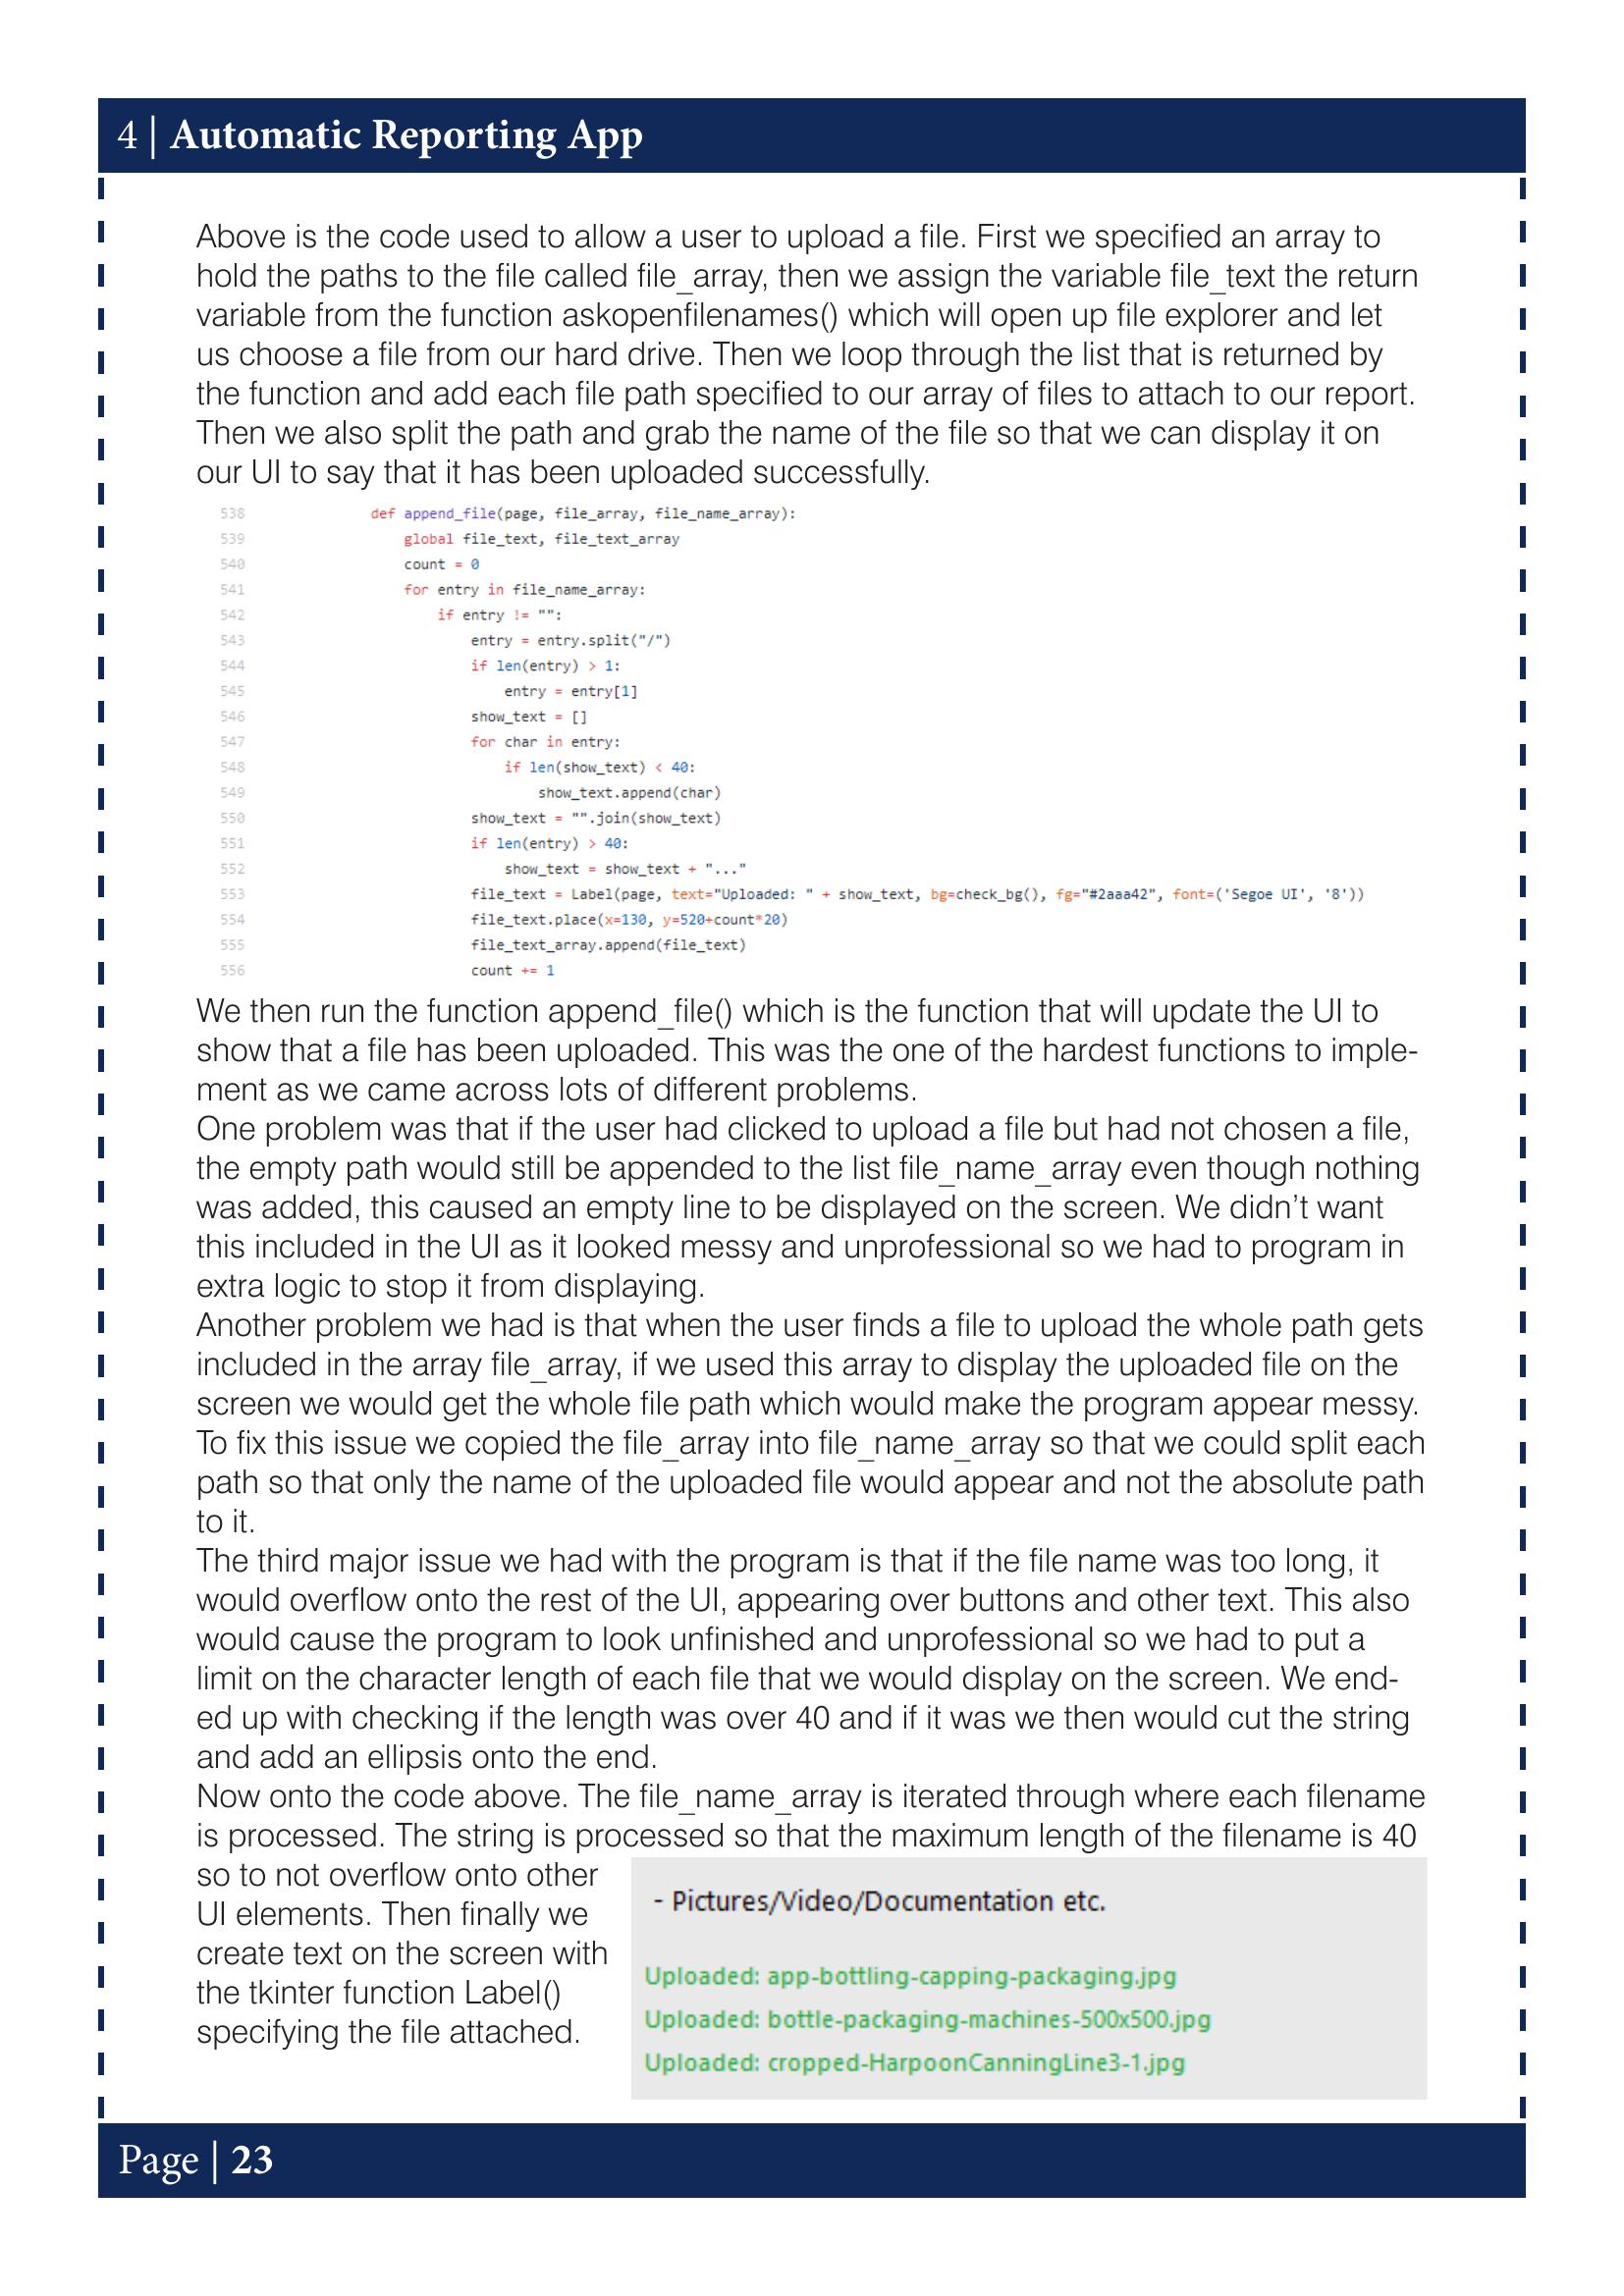 4 | Automatic Reporting App
Above is the code used to allow a user to upload a file. First we specified an array to
hold the paths to the file called file_array, then we assign the variable file_text the return
variable from the function askopenfilenames() which will open up file explorer and let
us choose a file from our hard drive. Then we loop through the list that is returned by
the function and add each file path specified to our array of files to attach to our report.
Then we also split the path and grab the name of the file so that we can display it on
our UI to say that it has been uploaded successfully.
538 def append_file(page, file_array, file_name_array):
539 global file_text, file_text_array
540 count = 0
541 for entry in file_name_array:
542 if entry != "":
543 entry = entry.split("/")
544 if len(entry) > 1:
545 entry = entry[1]
546 show_text = []
547 for char in entry:
548 if len(show_text) < 40:
549 show_text.append(char)
550 show_text = "".join(show_text)
551 if len(entry) > 40:
552 show_text = show_text + "..."
553 file_text = Label(page, text="Uploaded: " + show_text, bg=check_bg(), fg="#2aaa42", font=('Segoe UI', '8'))
554 file_text.place(x=130, y=520+count*20)
555 file_text_array.append(file_text)
556 count += 1
We then run the function append_file() which is the function that will update the UI to
show that a file has been uploaded. This was the one of the hardest functions to imple-
ment as we came across lots of different problems.
One problem was that if the user had clicked to upload a file but had not chosen a file,
the empty path would still be appended to the list file_name_array even though nothing
was added, this caused an empty line to be displayed on the screen. We didn't want
this included in the UI as it looked messy and unprofessional so we had to program in
extra logic to stop it from displaying.
Another problem we had is that when the user finds a file to upload the whole path gets
included in the array file_array, if we used this array to display the uploaded file on the
screen we would get the whole file path which would make the program appear messy.
To fix this issue we copied the file_array into file_name_array so that we could split each
path so that only the name of the uploaded file would appear and not the absolute path
to it.
The third major issue we had with the program is that if the file name was too long, it
would overflow onto the rest of the UI, appearing over buttons and other text. This also
would cause the program to look unfinished and unprofessional so we had to put a
limit on the character length of each file that we would display on the screen. We end-
ed up with checking if the length was over 40 and if it was we then would cut the string
and add an ellipsis onto the end.
Now onto the code above. The file_name_array is iterated through where each filename
is processed. The string is processed so that the maximum length of the filename is 40
so to not overflow onto other
UI elements. Then finally we
create text on the screen with
the tkinter function Label()
specifying the file attached.
- Pictures/Video/Documentation etc.
Uploaded: app-bottling-capping-packaging.jpg
Uploaded: bottle-packaging-machines-500x500.jpg
Uploaded: cropped-HarpoonCanningLine3-1.jpg
Page | 23